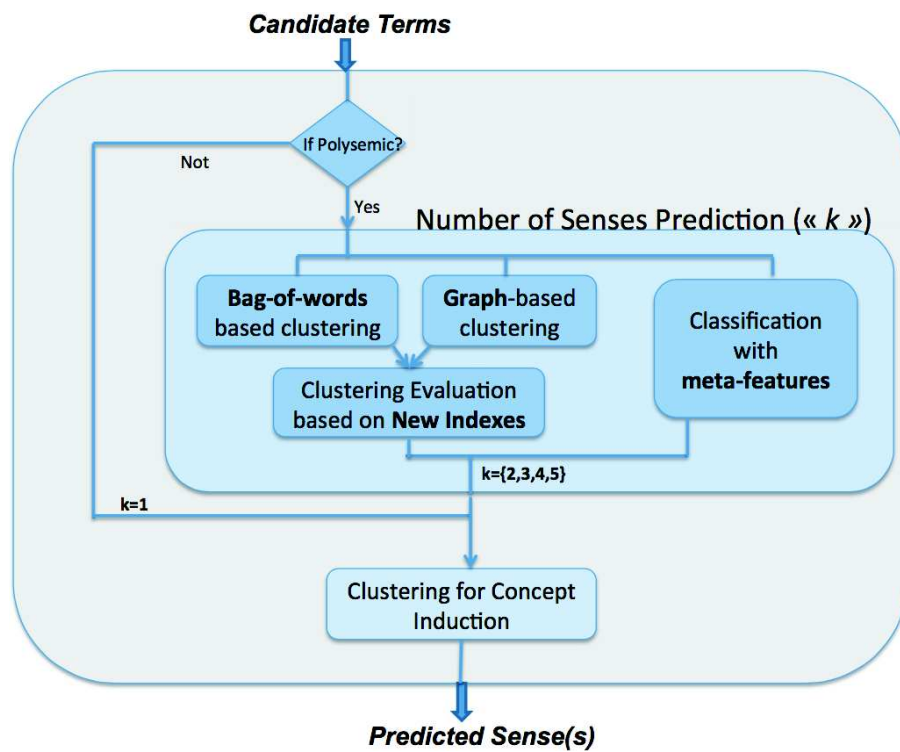 Candidate Terms
If Polysemic?
Not
Yes
Number of Senses Prediction (« k »)
Bag-of-words
based clustering
Graph-based
clustering
Classification
with
meta-features
Clustering Evaluation
based on New Indexes
k={2,3,4,5}
k=1
Clustering for Concept
Induction
Predicted Sense(s)